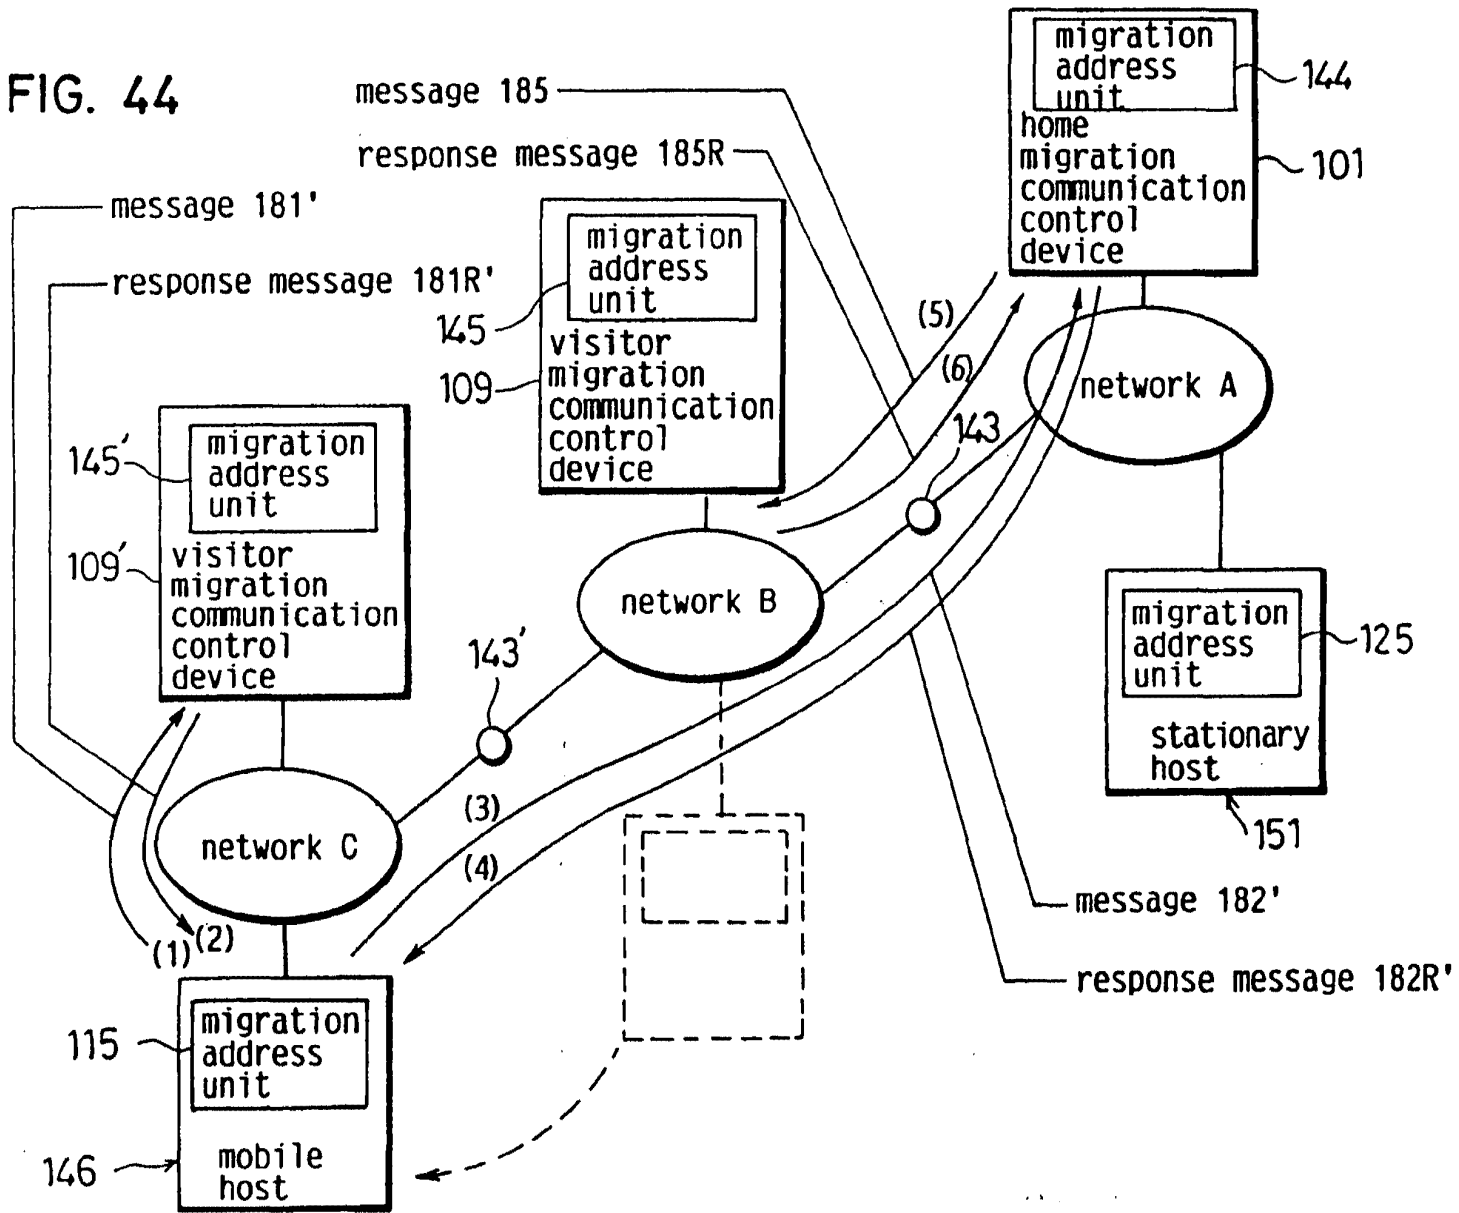 FIG. 44
message 185
response message 185R
message 181'
response message 181R'
migration
address
unit
144
home
migration
communication
control
device
101
migration
address
unit
145
visitor
migration
communication
control
device
109
(5)
(6)
143
network A
migration
address
unit
145'
visitor
migration
communication
control
device
109'
network B
143'
migration
address
unit
125
stationary
host
151
network C
(3)
(4)
(1)
(2)
message 182'
response message 182R'
migration
address
unit
115
mobile
host
146